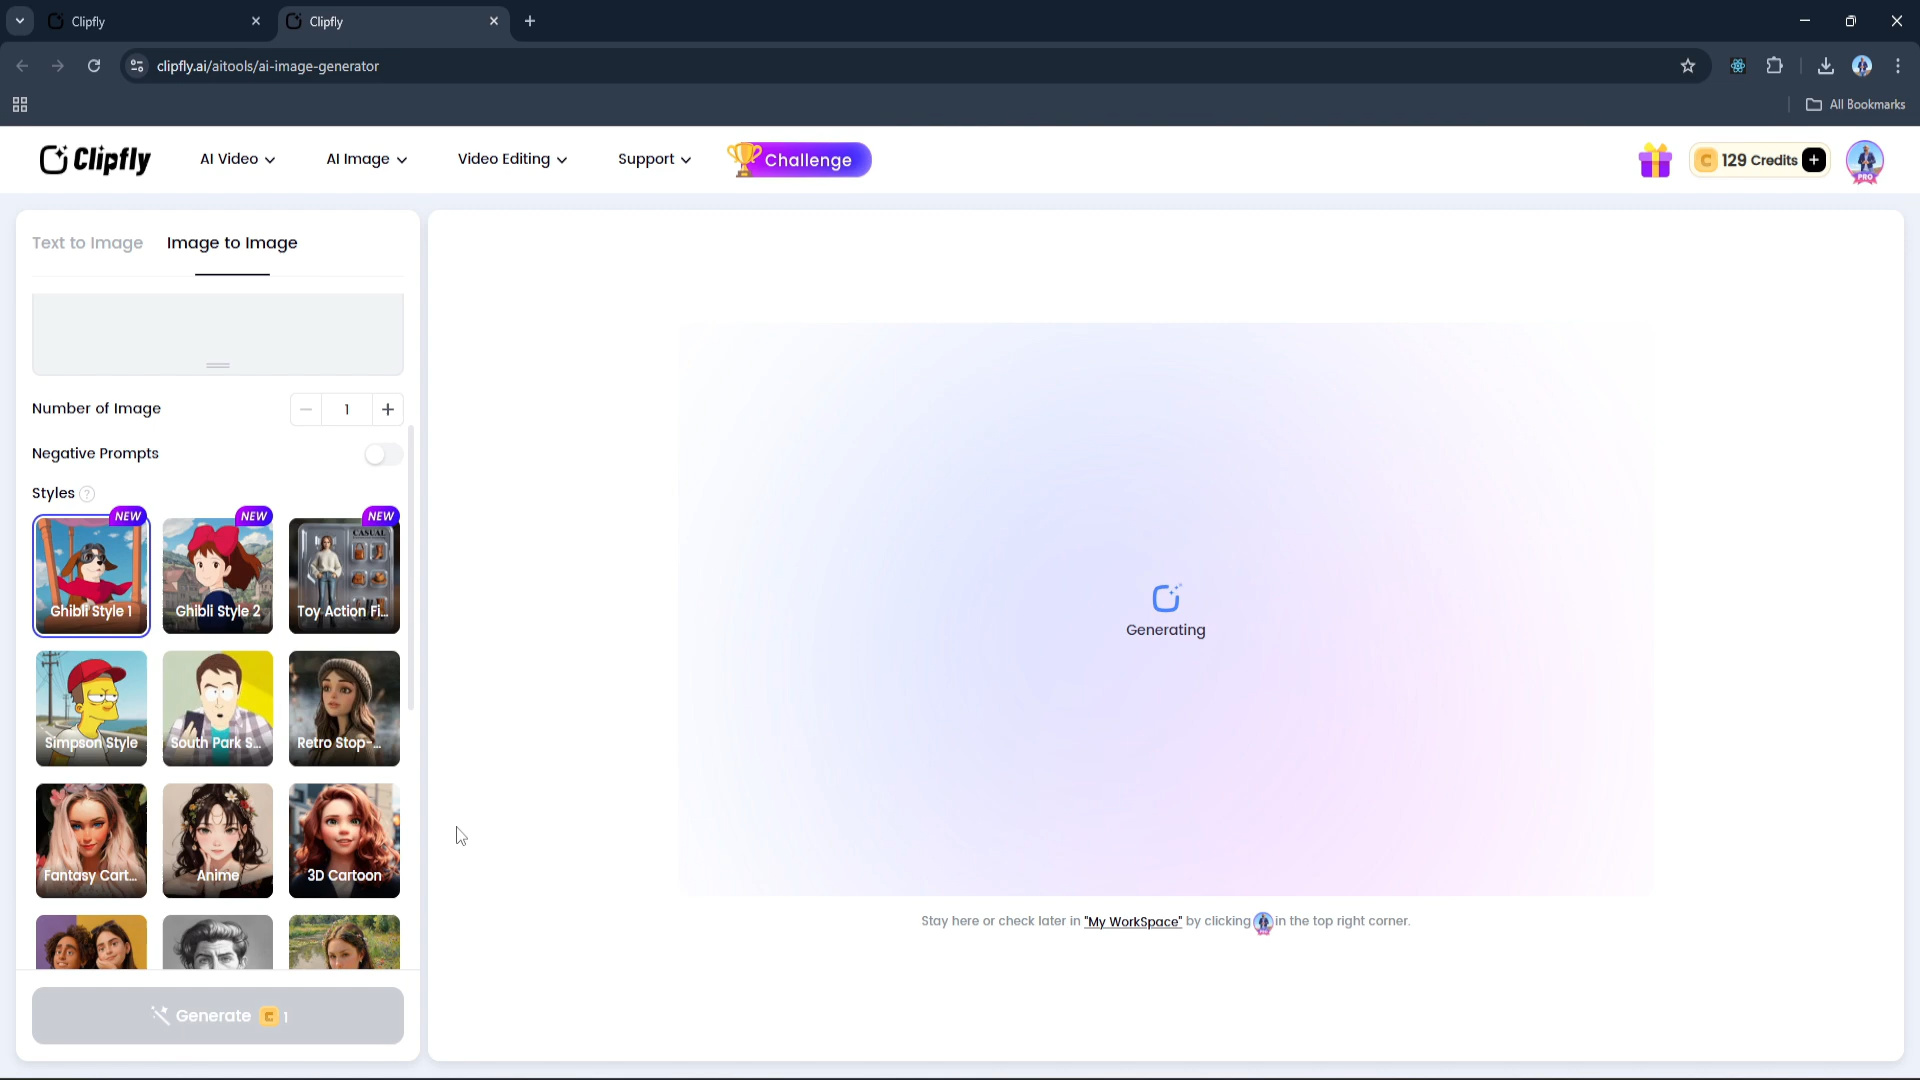 Clipfly
Clipfly
clipfly.ai/aitools/ai-image-generator
All Bookmarks
Clipfly
AI Video
AI Image
Video Editing
Support
Challenge
C 129 Credits +
PRO
Text to Image
Image to Image
Number of Image
1
Negative Prompts
Styles ?
NEW
Ghibli Style 1
NEW
Ghibli Style 2
NEW
CASUAL
Toy Action Fi...
Simpson Style
South Park S...
Retro Stop-...
Fantasy Cart...
Anime
3D Cartoon
Generate C 1
Generating
Stay here or check later in "My WorkSpace" by clicking in the top right corner.